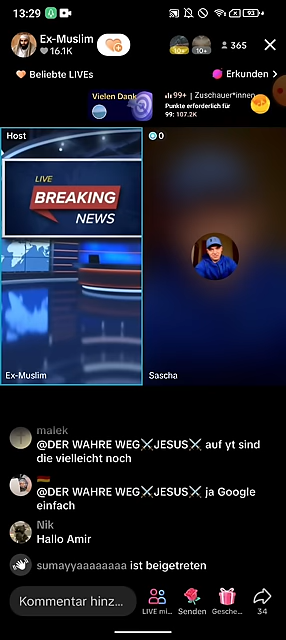 13:29
93
Ex-Muslim
16.1K
10+
10+
365
Beliebte LIVEs
Erkunden >
Vielen Dank
99+ | Zuschauer*innen
Punkte erforderlich für
99: 107.2K
Host
0
LIVE
BREAKING
NEWS
Ex-Muslim
Sascha
malek
@DER WAHRE WEG⚔JESUS⚔ auf yt sind
die vielleicht noch
@DER WAHRE WEG⚔JESUS⚔ ja Google
einfach
Nik
Hallo Amir
sumayyaaaaaaaa ist beigetreten
Kommentar hinz...
LIVE mi...
Senden
Gesche...
34